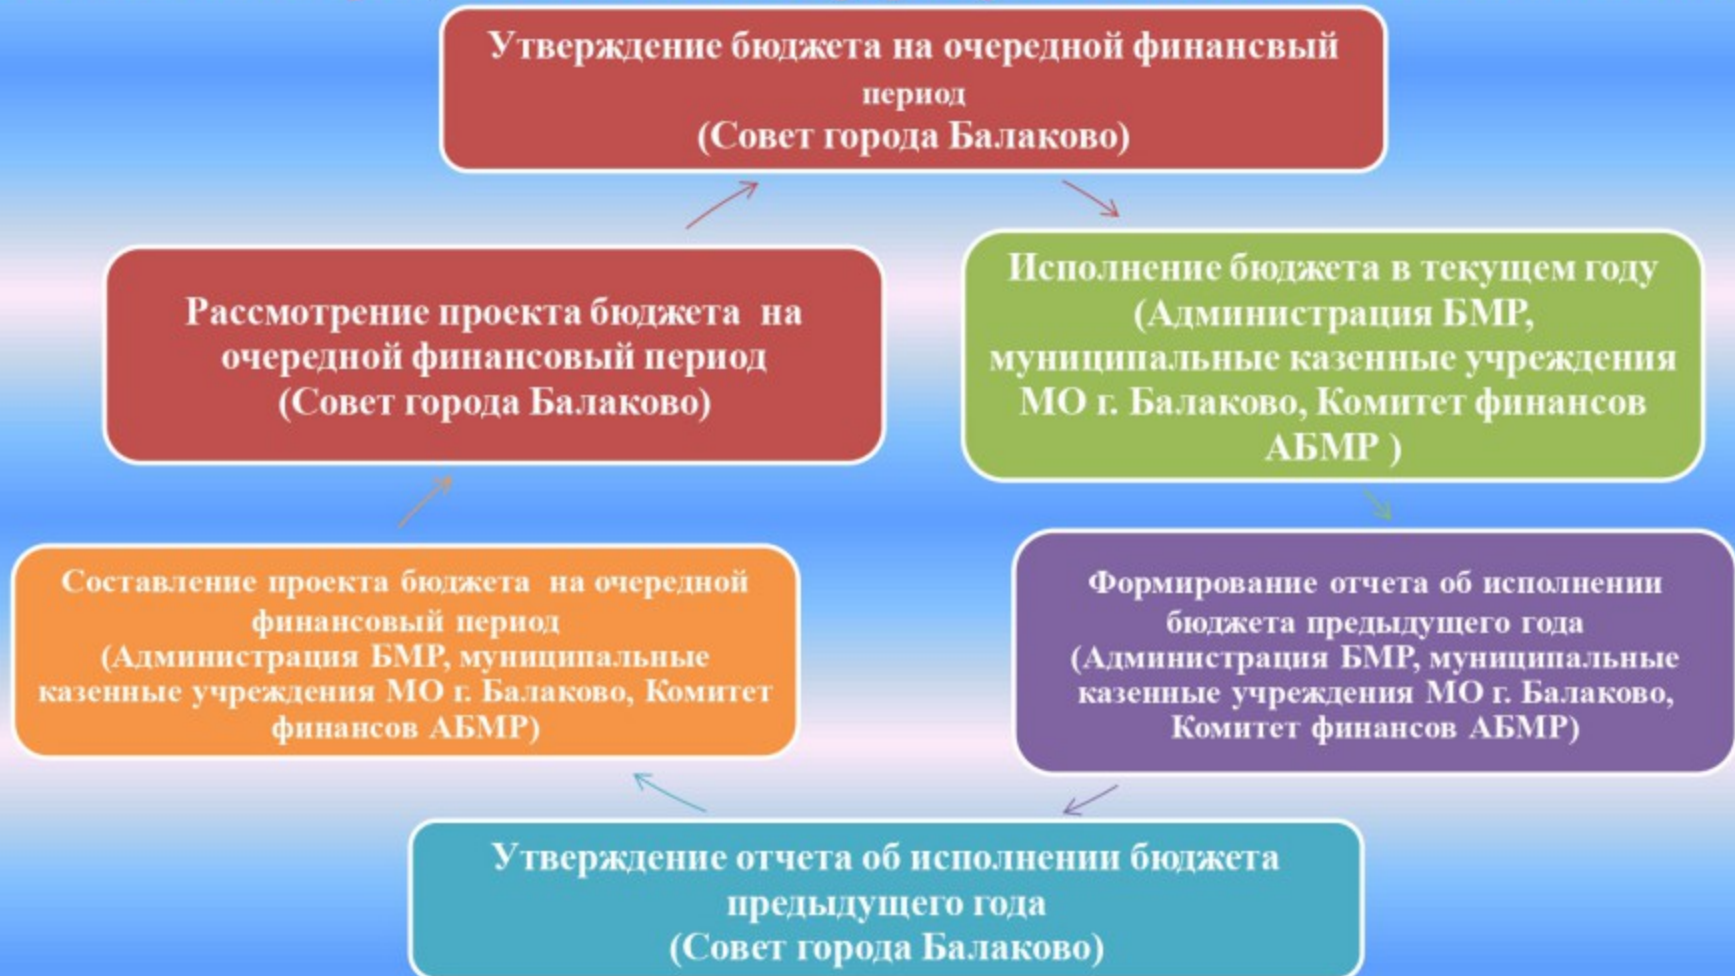 Утверждение бюджета на очередной финансвый
период
(Совет города Балаково)
Рассмотрение проекта бюджета на
очередной финансовый период
(Совет города Балаково)
Исполнение бюджета в текущем году
(Администрация БМР,
муниципальные казенные учреждения
МО г. Балаково, Комитет финансов
АБМР )
Составление проекта бюджета на очередной
финансовый период
(Администрация БМР, муниципальные
казенные учреждения МО г. Балаково, Комитет
финансов АБМР)
Формирование отчета об исполнении
бюджета предыдущего года
(Администрация БМР, муниципальные
казенные учреждения МО г. Балаково,
Комитет финансов АБМР)
Утверждение отчета об исполнении бюджета
предыдущего года
(Совет города Балаково)